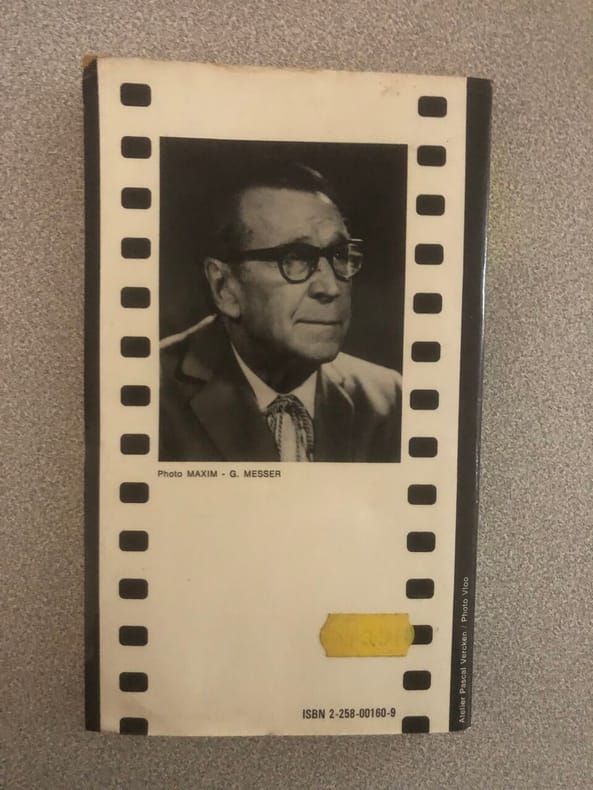 Photo MAXIM - G. MESSER
ISBN 2-258-00160-9
Atelier Pascal Vercken / Photo Vloo